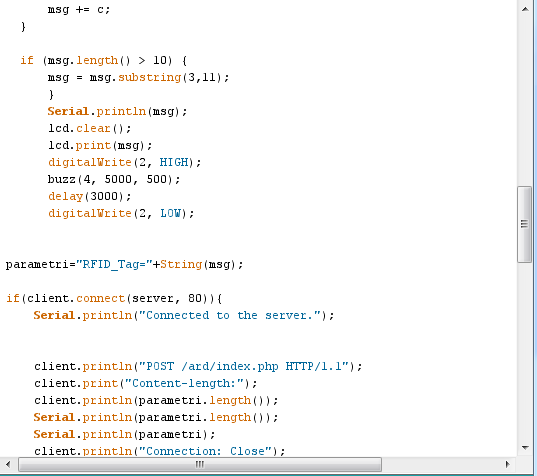 msg += c;
}
if (msg.length() > 10) {
msg = msg.substring(3,11);
}
Serial.println(msg);
lcd.clear();
lcd.print(msg);
digitalWrite(2, HIGH);
buzz(4, 5000, 500);
delay(3000);
digitalWrite(2, LOW);
parametri="RFID_Tag="+String(msg);
if(client.connect(server, 80)){
Serial.println("Connected to the server.");
client.println("POST /ard/index.php HTTP/1.1");
client.print("Content-length:");
client.println(parametri.length());
Serial.println(parametri.length());
Serial.println(parametri);
client.println("Connection: Close");